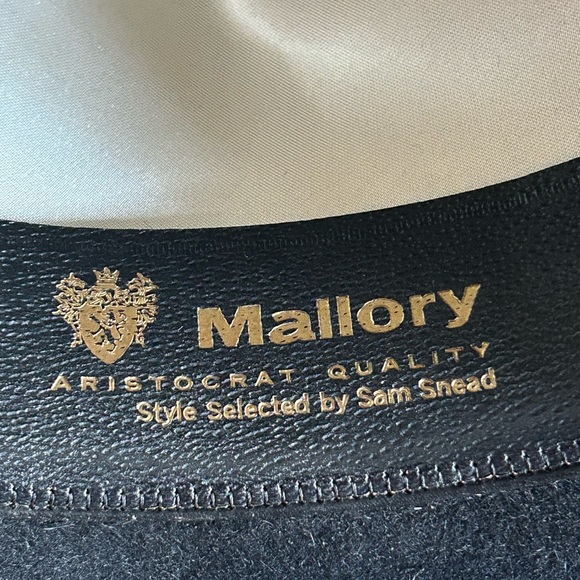 Mallory
ARISTOCRAT QUALITY
Style Selected by Sam Snead